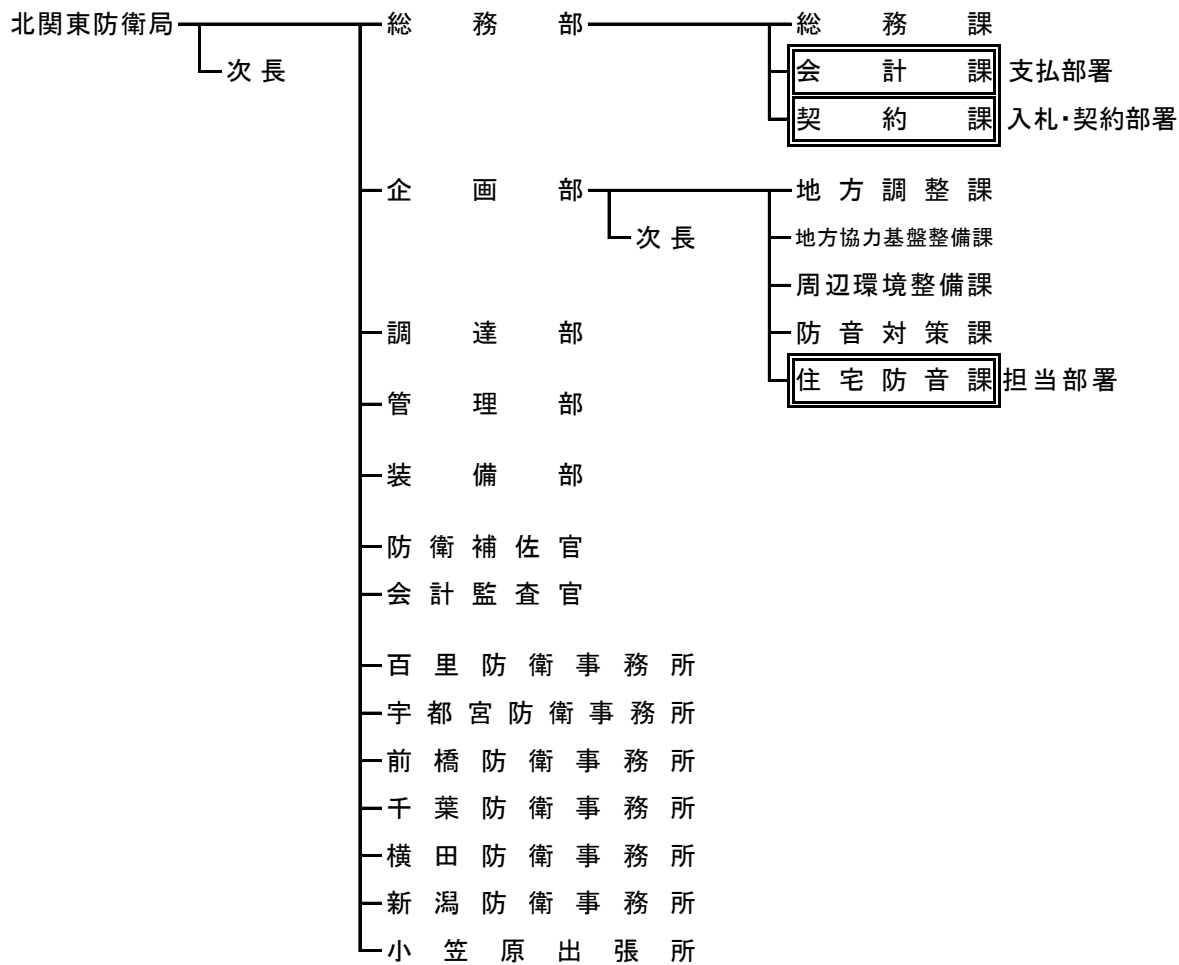 北関東防衛局 総務部 総務課
次長 会計課 支払部署
契約課 入札・契約部署
企画部 地方調整課
次長 地方協力基盤整備課
周辺環境整備課
調達部 防音対策課
住宅防音課 担当部署
管理部
装備部
防衛補佐官
会計監査官
百里防衛事務所
宇都宮防衛事務所
前橋防衛事務所
千葉防衛事務所
横田防衛事務所
新潟防衛事務所
小笠原出張所